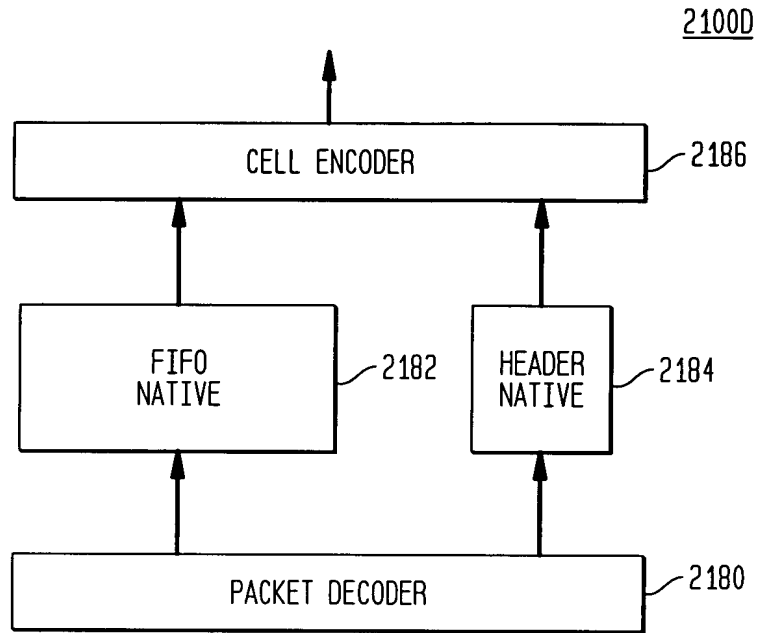 2100D
CELL ENCODER
2186
FIFO
NATIVE
2182
HEADER
NATIVE
2184
PACKET DECODER
2180